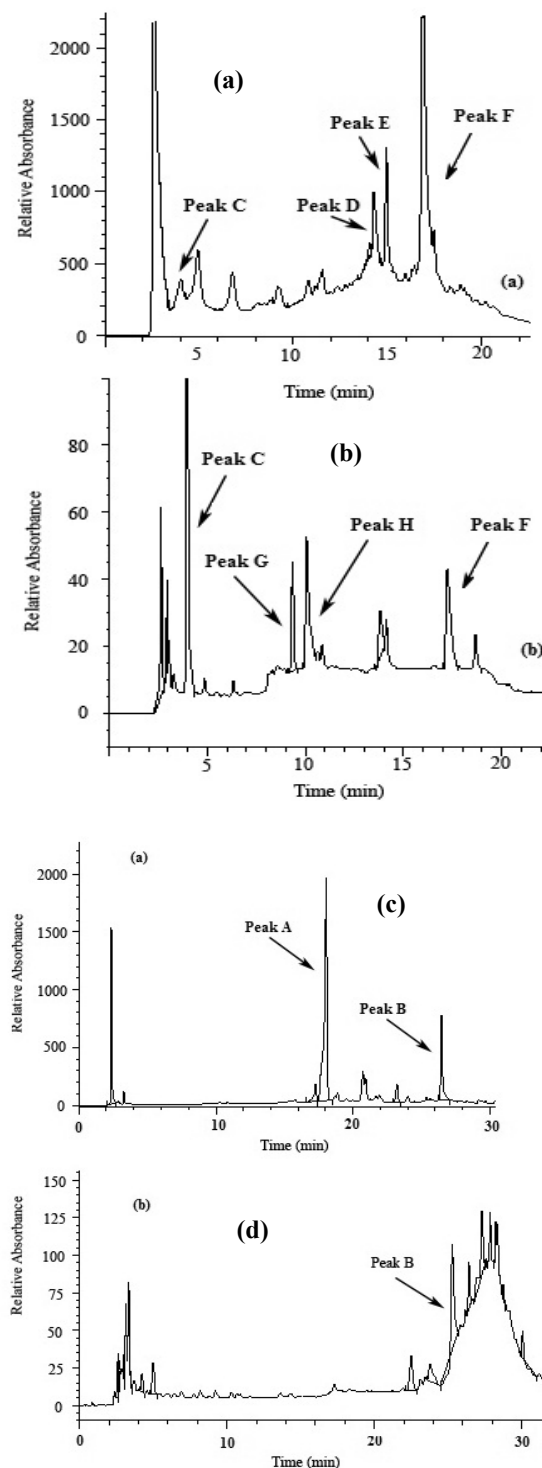 2000
(a)
Peak F
Peak E
1500
Relative Absorbance
1000
Peak C
Peak D
500
(a)
0
5
10
15
20
Time (min)
80
(b)
Peak C
60
Relative Absorbance
Peak H
Peak F
Peak G
40
20
(b)
0
5
10
15
20
Time (min)
(a)
2000
(c)
Relative Absorbance
1500
Peak A
1000
Peak B
500
0
0
10
20
30
Time (min)
150
(b)
125
(d)
Relative Absorbance
100
Peak B
75
50
25
0
0
10
20
30
Time (min)